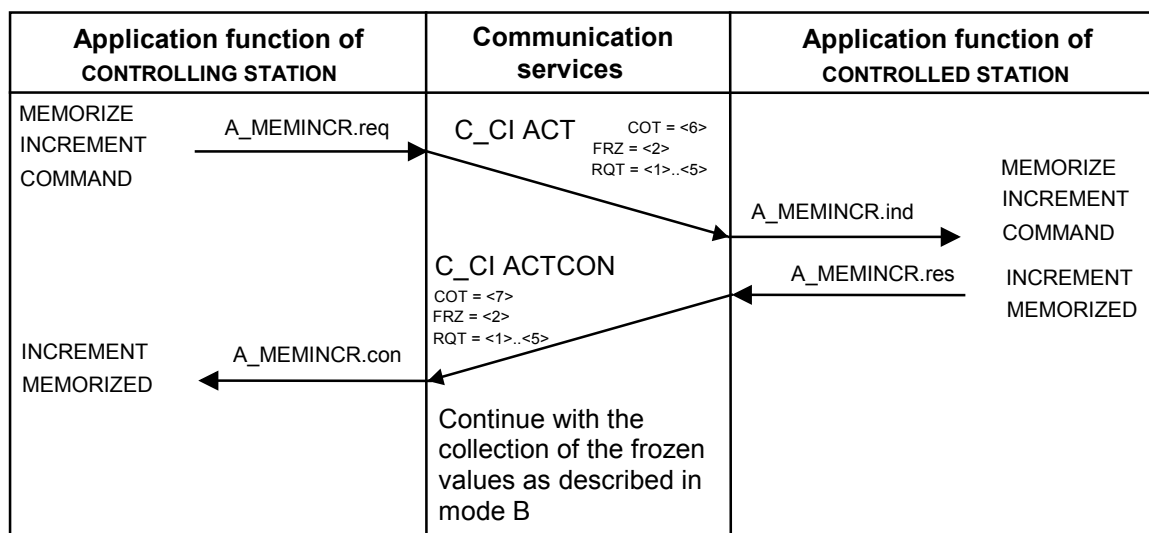 Application function of
CONTROLLING STATION
Communication
services
Application function of
CONTROLLED STATION
MEMORIZE
INCREMENT
COMMAND
A_MEMINCR.req
C_CI ACT
COT = <6>
FRZ = <2>
RQT = <1>..<5>
A_MEMINCR.ind
MEMORIZE
INCREMENT
COMMAND
C_CI ACTCON
COT = <7>
FRZ = <2>
RQT = <1>..<5>
A_MEMINCR.res
INCREMENT
MEMORIZED
INCREMENT
MEMORIZED
A_MEMINCR.con
Continue with the
collection of the frozen
values as described in
mode B